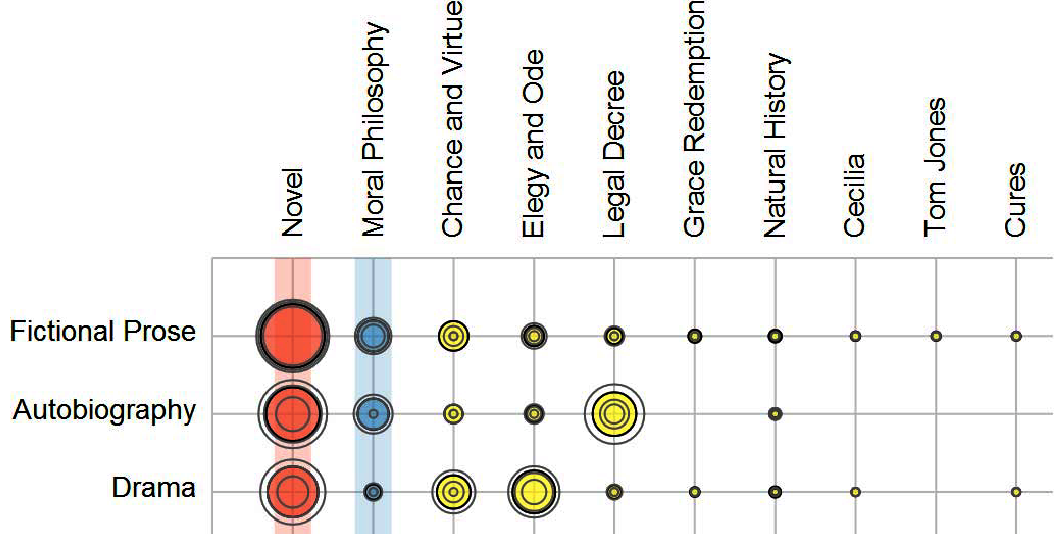 Novel
Moral Philosophy
Chance and Virtue
Elegy and Ode
Legal Decree
Grace Redemption
Natural History
Cecilia
Tom Jones
Cures
Fictional Prose
Autobiography
Drama